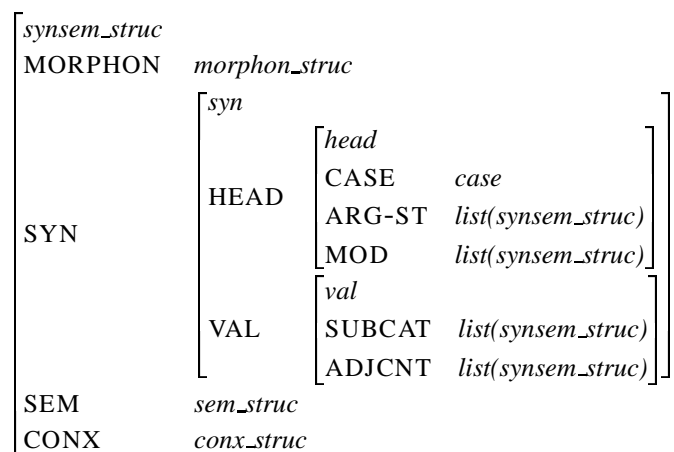 synsem_struc
MORPHON morphon_struc
SYN
syn
HEAD
head
CASE case
ARG-ST list(synsem_struc)
MOD list(synsem_struc)
VAL
val
SUBCAT list(synsem_struc)
ADJCNT list(synsem_struc)
SEM sem_struc
CONX conx_struc